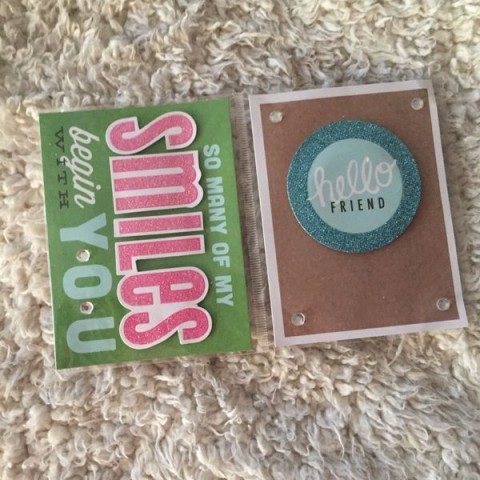 SO MANY OF MY
SMILES
begin
WITH
YOU
hello
FRIEND